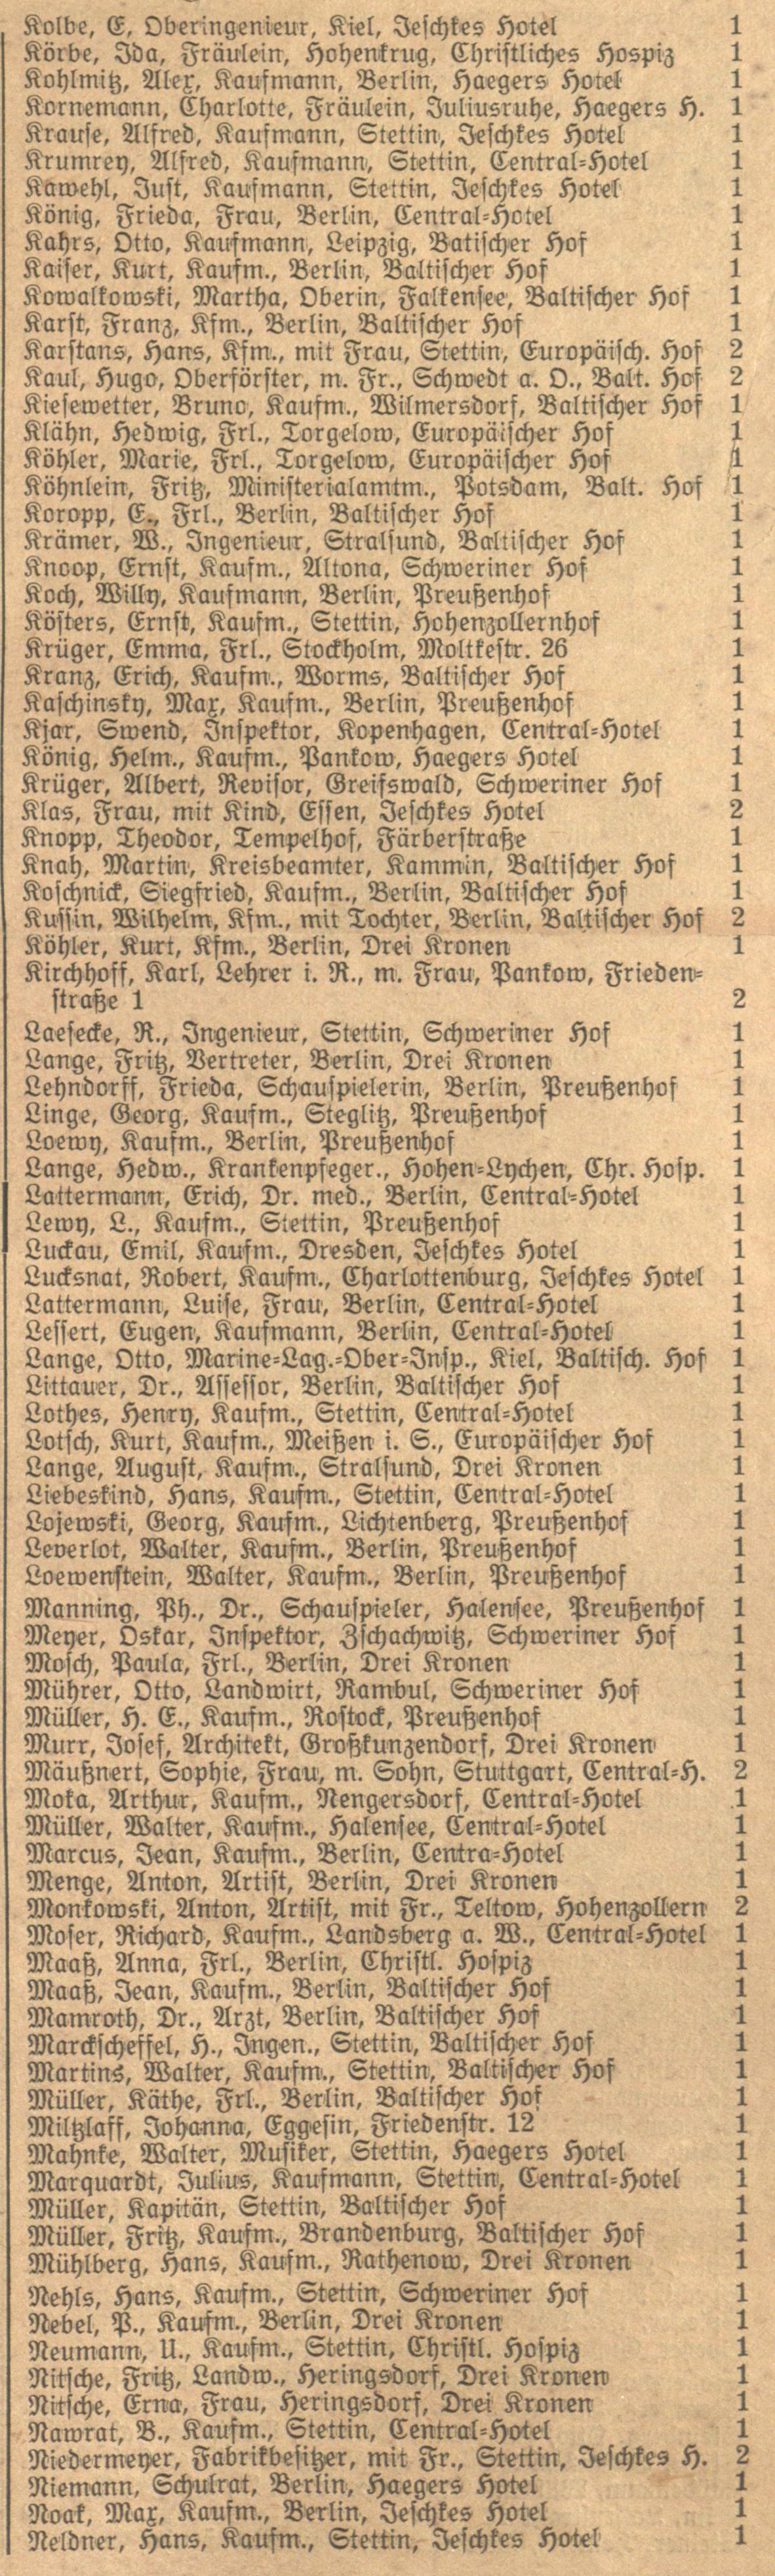 Kolbe, E, Oberingenieur, Kiel, Jeschkes Hotel 1
Körbe, Ida, Fräulein, Hohenkrug, Christliches Hospiz 1
Kohlmitz, Alex, Kaufmann, Berlin, Haegers Hotel 1
Kornemann, Charlotte, Fräulein, Juliusruhe, Haegers H. 1
Krause, Alfred, Kaufmann, Stettin, Jeschkes Hotel 1
Krumrey, Alfred, Kaufmann, Stettin, Central-Hotel 1
Kawehl, Just, Kaufmann, Stettin, Jeschkes Hotel 1
König, Frieda, Frau, Berlin, Central-Hotel 1
Kahrs, Otto, Kaufmann, Leipzig, Batischer Hof 1
Kaiser, Kurt, Kaufm., Berlin, Baltischer Hof 1
Kowalkowski, Martha, Oberin, Falkensee, Baltischer Hof 1
Karst, Franz, Kfm., Berlin, Baltischer Hof 1
Karstans, Hans, Kfm., mit Frau, Stettin, Europäisch. Hof 2
Kaul, Hugo, Oberförster, m. Fr., Schwedt a. O., Balt. Hof 2
Kiesewetter, Bruno, Kaufm., Wilmersdorf, Baltischer Hof 1
Klähn, Hedwig, Frl., Torgelow, Europäischer Hof 1
Köhler, Marie, Frl., Torgelow, Europäischer Hof 1
Köhnlein, Fritz, Ministerialamtm., Potsdam, Balt. Hof 1
Koropp, E., Frl., Berlin, Baltischer Hof 1
Krämer, W., Ingenieur, Stralsund, Baltischer Hof 1
Knoop, Ernst, Kaufm., Altona, Schweriner Hof 1
Koch, Willy, Kaufmann, Berlin, Preußenhof 1
Kösters, Ernst, Kaufm., Stettin, Hohenzollernhof 1
Krüger, Emma, Frl., Stockholm, Moltkestr. 26 1
Kranz, Erich, Kaufm., Worms, Baltischer Hof 1
Kaschinsky, Max, Kaufm., Berlin, Preußenhof 1
Kjar, Swend, Inspektor, Kopenhagen, Central-Hotel 1
König, Helm., Kaufm., Pankow, Haegers Hotel 1
Krüger, Albert, Revisor, Greifswald, Schweriner Hof 1
Klas, Frau, mit Kind, Essen, Jeschkes Hotel 2
Knopp, Theodor, Tempelhof, Färberstraße 1
Knah, Martin, Kreisbeamter, Kammin, Baltischer Hof 1
Koschnick, Siegfried, Kaufm., Berlin, Baltischer Hof 1
Kussin, Wilhelm, Kfm., mit Tochter, Berlin, Baltischer Hof 2
Köhler, Kurt, Kfm., Berlin, Drei Kronen 1
Kirchhoff, Karl, Lehrer i. R., m. Frau, Pankow, Frieden-
straße 1 2
Laesecke, R., Ingenieur, Stettin, Schweriner Hof 1
Lange, Fritz, Vertreter, Berlin, Drei Kronen 1
Lehndorff, Frieda, Schauspielerin, Berlin, Preußenhof 1
Linge, Georg, Kaufm., Steglitz, Preußenhof 1
Loewy, Kaufm., Berlin, Preußenhof 1
Lange, Hedw., Krankenpfeger., Hohen-Lychen, Chr. Hosp. 1
Lattermann, Erich, Dr. med., Berlin, Central-Hotel 1
Lewy, L., Kaufm., Stettin, Preußenhof 1
Luckau, Emil, Kaufm., Dresden, Jeschkes Hotel 1
Lucksnat, Robert, Kaufm., Charlottenburg, Jeschkes Hotel 1
Lattermann, Luise, Frau, Berlin, Central-Hotel 1
Lessert, Eugen, Kaufmann, Berlin, Central-Hotel 1
Lange, Otto, Marine-Lag.-Ober-Insp., Kiel, Baltisch. Hof 1
Littauer, Dr., Assessor, Berlin, Baltischer Hof 1
Lothes, Henry, Kaufm., Stettin, Central-Hotel 1
Lotsch, Kurt, Kaufm., Meißen i. S., Europäischer Hof 1
Lange, August, Kaufm., Stralsund, Drei Kronen 1
Liebeskind, Hans, Kaufm., Stettin, Central-Hotel 1
Lojewski, Georg, Kaufm., Lichtenberg, Preußenhof 1
Leverlot, Walter, Kaufm., Berlin, Preußenhof 1
Loewenstein, Walter, Kaufm., Berlin, Preußenhof 1
Manning, Ph., Dr., Schauspieler, Halensee, Preußenhof 1
Meyer, Oskar, Inspektor, Zschachwitz, Schweriner Hof 1
Mosch, Paula, Frl., Berlin, Drei Kronen 1
Mührer, Otto, Landwirt, Rambul, Schweriner Hof 1
Müller, H. E., Kaufm., Rostock, Preußenhof 1
Murr, Josef, Architekt, Großkunzendorf, Drei Kronen 1
Mäußnert, Sophie, Frau, m. Sohn, Stuttgart, Central-H. 2
Moka, Arthur, Kaufm., Nengersdorf, Central-Hotel 1
Müller, Walter, Kaufm., Halensee, Central-Hotel 1
Marcus, Jean, Kaufm., Berlin, Centra-Hotel 1
Menge, Anton, Artist, Berlin, Drei Kronen 1
Monkowski, Anton, Artist, mit Fr., Teltow, Hohenzollern 2
Moser, Richard, Kaufm., Landsberg a. W., Central-Hotel 1
Maaß, Anna, Frl., Berlin, Christl. Hospiz 1
Maaß, Jean, Kaufm., Berlin, Baltischer Hof 1
Mamroth, Dr., Arzt, Berlin, Baltischer Hof 1
Marckscheffel, H., Ingen., Stettin, Baltischer Hof 1
Martins, Walter, Kaufm., Stettin, Baltischer Hof 1
Müller, Käthe, Frl., Berlin, Baltischer Hof 1
Miltzlaff, Johanna, Eggesin, Friedenstr. 12 1
Mahnke, Walter, Musiker, Stettin, Haegers Hotel 1
Marquardt, Julius, Kaufmann, Stettin, Central-Hotel 1
Müller, Kapitän, Stettin, Baltischer Hof 1
Müller, Fritz, Kaufm., Brandenburg, Baltischer Hof 1
Mühlberg, Hans, Kaufm., Rathenow, Drei Kronen 1
Nehls, Hans, Kaufm., Stettin, Schweriner Hof 1
Nebel, P., Kaufm., Berlin, Drei Kronen 1
Neumann, U., Kaufm., Stettin, Christl. Hospiz 1
Nitsche, Fritz, Landw., Heringsdorf, Drei Kronen 1
Nitsche, Erna, Frau, Heringsdorf, Drei Kronen 1
Nawrat, B., Kaufm., Stettin, Central-Hotel 1
Niedermeyer, Fabrikbesitzer, mit Fr., Stettin, Jeschkes H. 2
Niemann, Schulrat, Berlin, Haegers Hotel 1
Noak, Max, Kaufm., Berlin, Jeschkes Hotel 1
Neldner, Hans, Kaufm., Stettin, Jeschkes Hotel 1